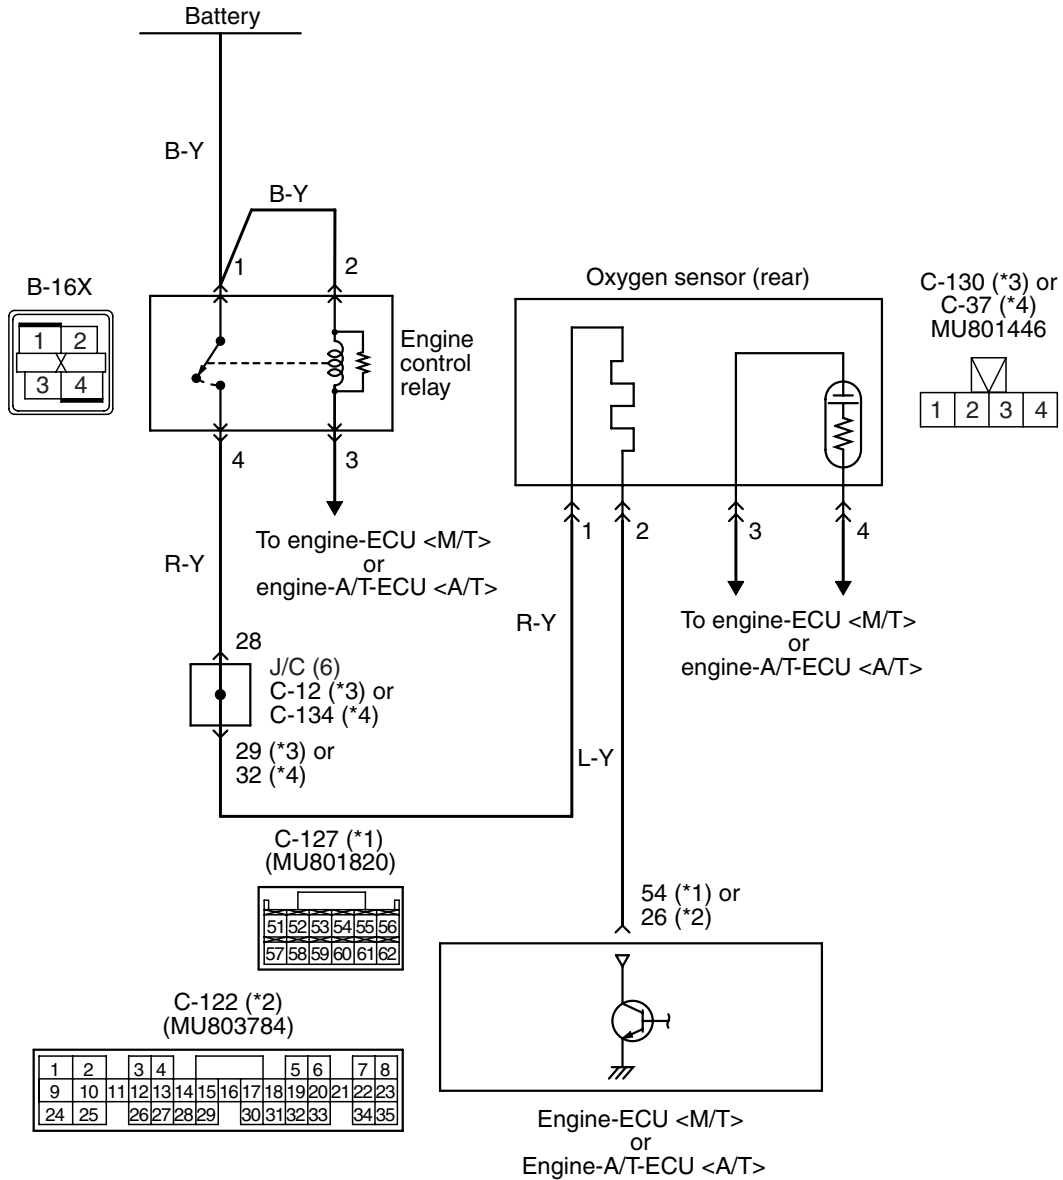 Battery
B-Y
B-Y
1
2
B-16X
1 2
X
3 4
Engine
control
relay
4
3
To engine-ECU <M/T>
or
engine-A/T-ECU <A/T>
Oxygen sensor (rear)
C-130 (*3) or
C-37 (*4)
MU801446
1 2 3 4
1
2
3
4
To engine-ECU <M/T>
or
engine-A/T-ECU <A/T>
R-Y
R-Y
28
J/C (6)
C-12 (*3) or
C-134 (*4)
29 (*3) or
32 (*4)
L-Y
C-127 (*1)
(MU801820)
51 52 53 54 55 56
57 58 59 60 61 62
54 (*1) or
26 (*2)
C-122 (*2)
(MU803784)
1 2 3 4 5 6 7 8
9 10 11 12 13 14 15 16 17 18 19 20 21 22 23
24 25 26 27 28 29 30 31 32 33 34 35
Engine-ECU <M/T>
or
Engine-A/T-ECU <A/T>